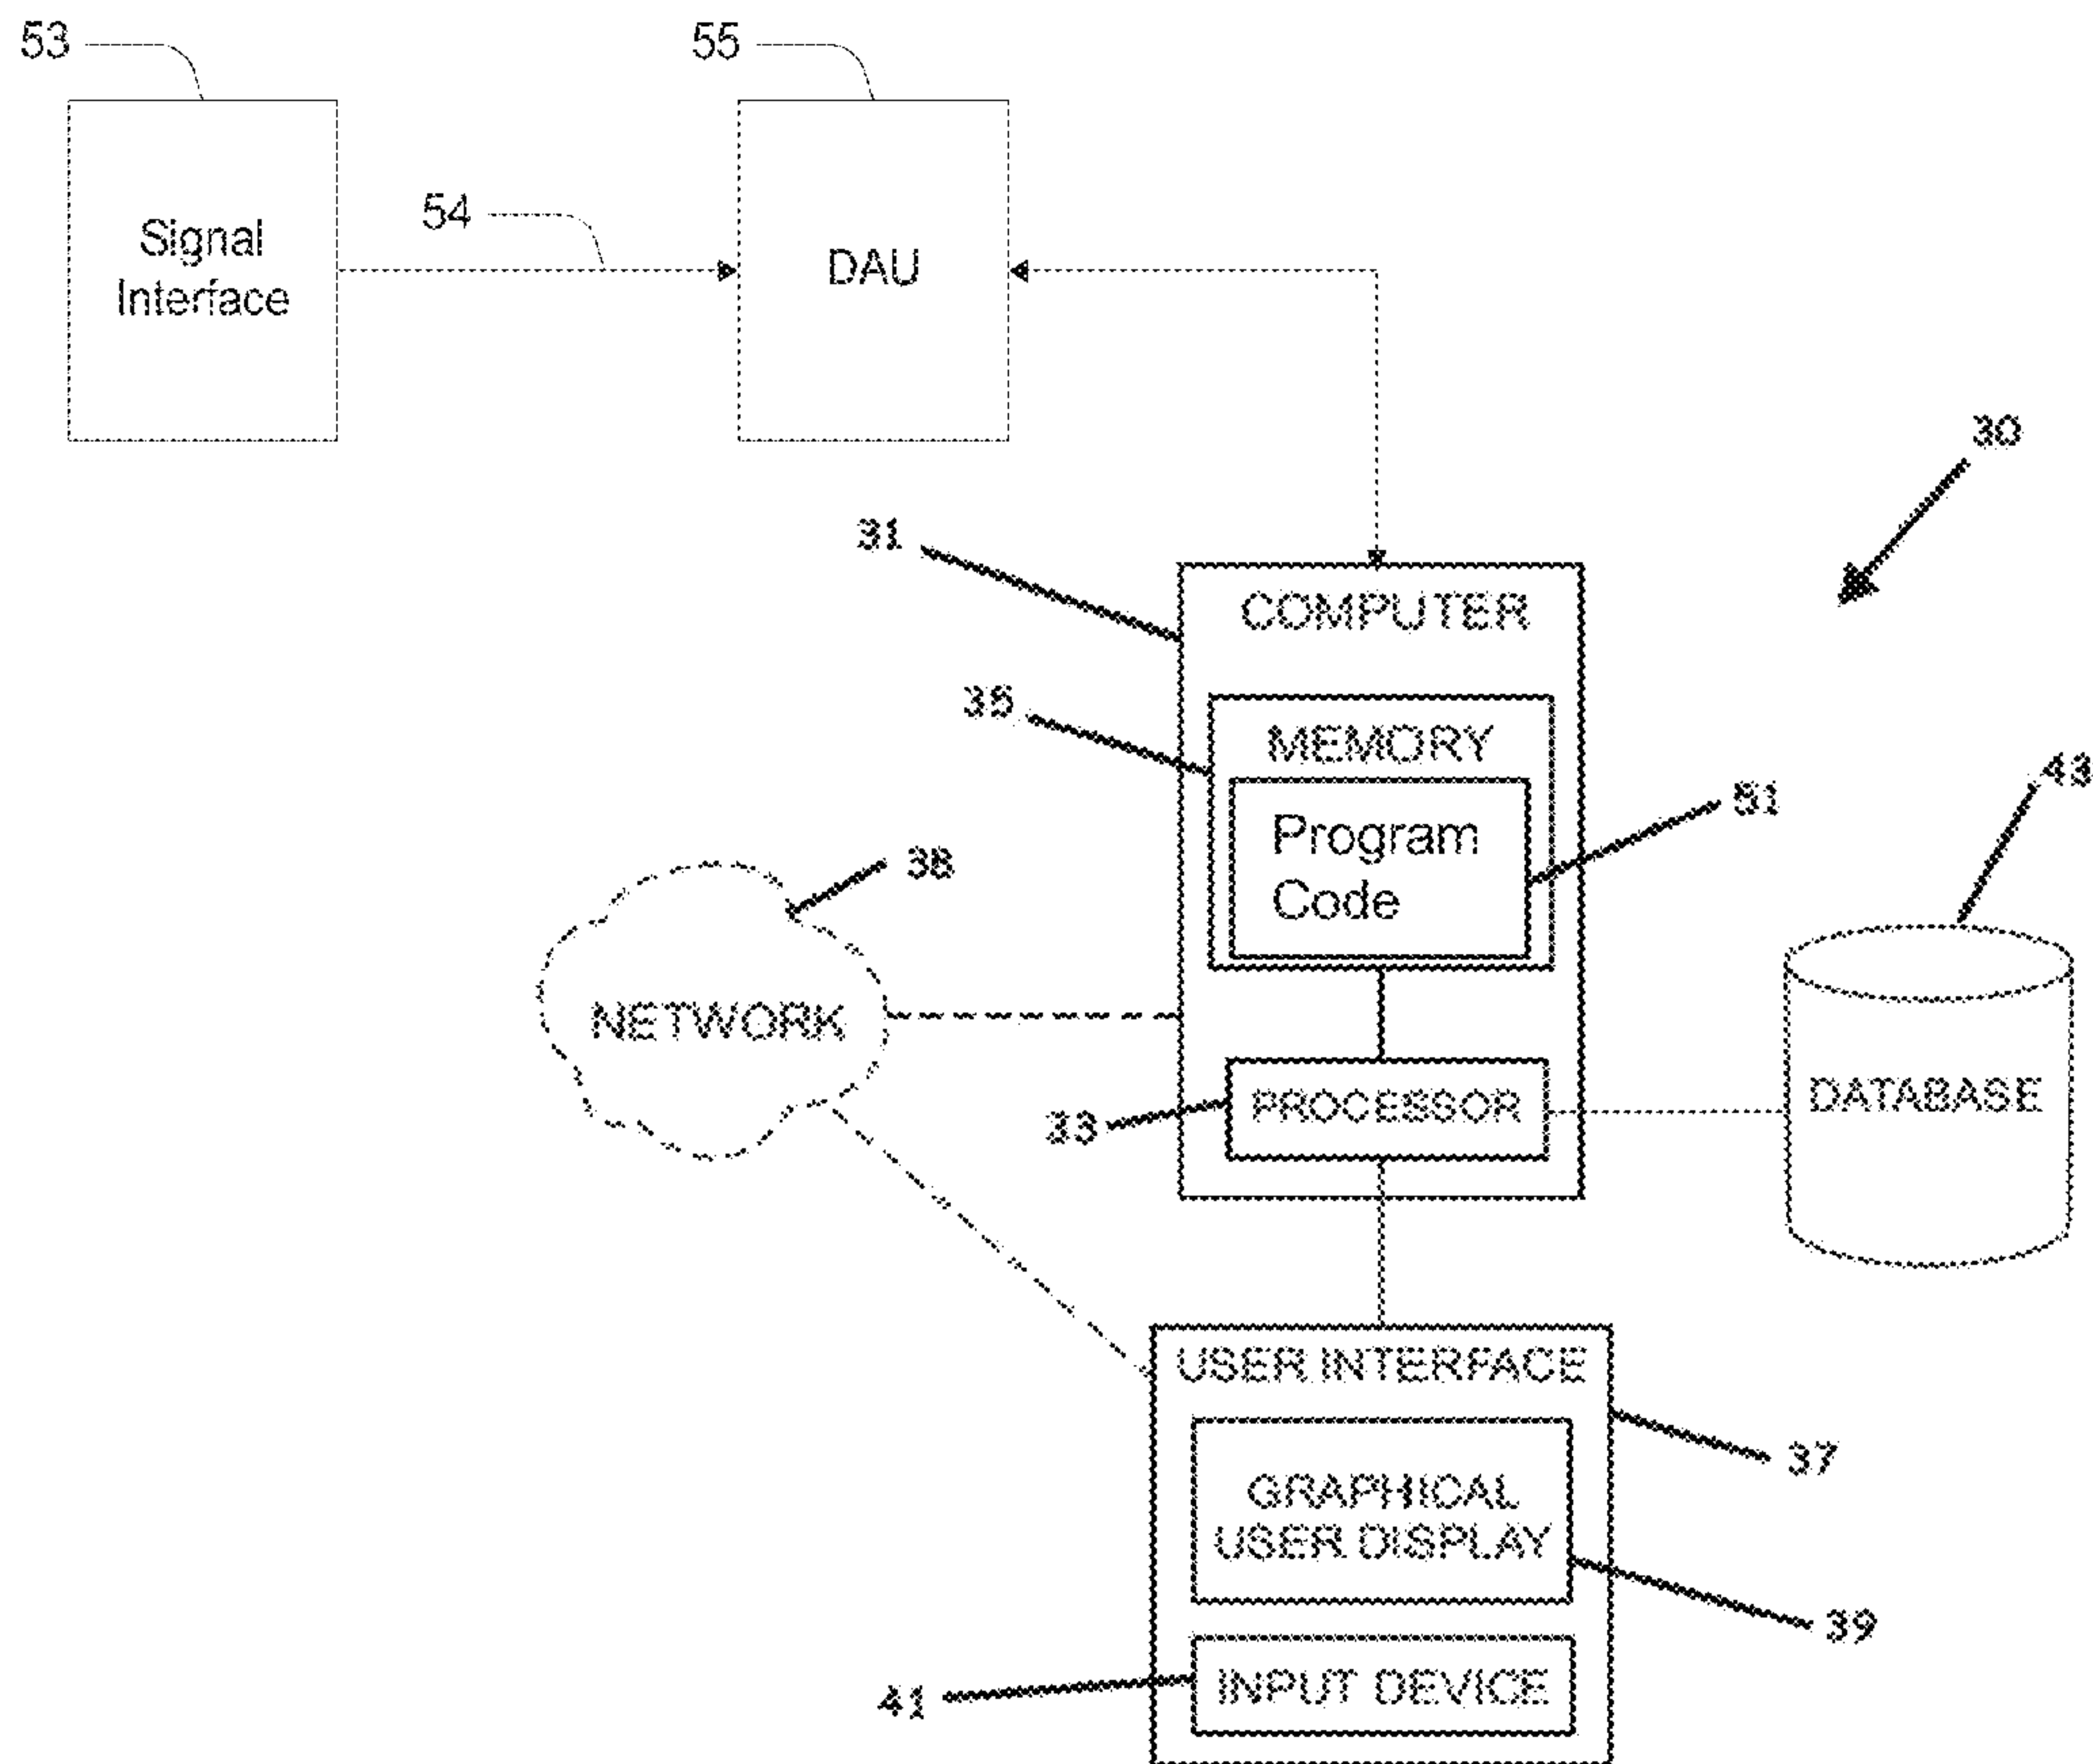 53
55
54
Signal
Interface
DAU
30
31
COMPUTER
35
MEMORY
43
51
Program
Code
38
NETWORK
DATABASE
33
PROCESSOR
USER INTERFACE
37
GRAPHICAL
USER DISPLAY
39
41
INPUT DEVICE